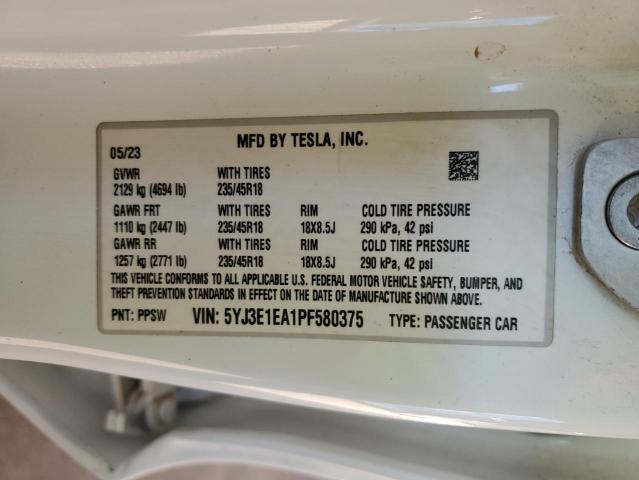 MFD BY TESLA, INC.
05/23
GVWR WITH TIRES
2129 kg (4694 lb) 235/45R18
GAWR FRT WITH TIRES RIM COLD TIRE PRESSURE
1110 kg (2447 lb) 235/45R18 18X8.5J 290 kPa, 42 psi
GAWR RR WITH TIRES RIM COLD TIRE PRESSURE
1257 kg (2771 lb) 235/45R18 18X8.5J 290 kPa, 42 psi
THIS VEHICLE CONFORMS TO ALL APPLICABLE U.S. FEDERAL MOTOR VEHICLE SAFETY, BUMPER, AND
THEFT PREVENTION STANDARDS IN EFFECT ON THE DATE OF MANUFACTURE SHOWN ABOVE.
PNT: PPSW VIN: 5YJ3E1EA1PF580375 TYPE: PASSENGER CAR